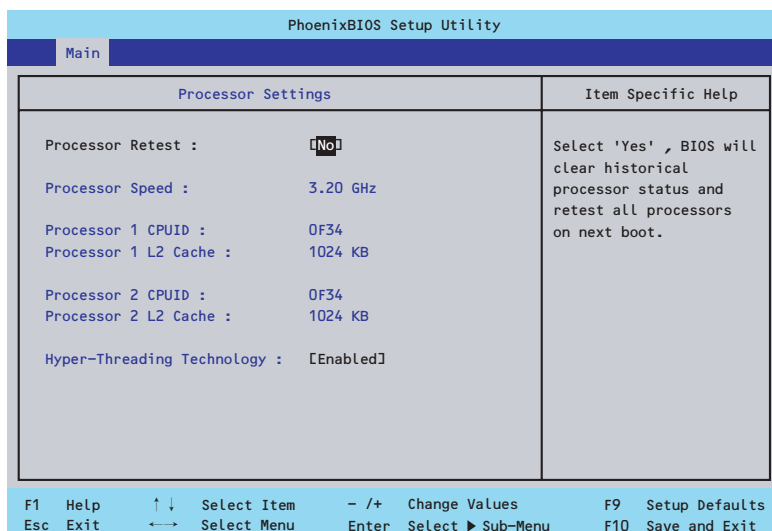 PhoenixBIOS Setup Utility
Main
Processor Settings
Item Specific Help
Processor Retest : [No]
Processor Speed : 3.20 GHz
Processor 1 CPUID : 0F34
Processor 1 L2 Cache : 1024 KB
Processor 2 CPUID : 0F34
Processor 2 L2 Cache : 1024 KB
Hyper-Threading Technology : [Enabled]
Select 'Yes' , BIOS will
clear historical
processor status and
retest all processors
on next boot.
F1 Help ↑↓ Select Item - /+ Change Values F9 Setup Defaults
Esc Exit ←→ Select Menu Enter Select ▶ Sub-Menu F10 Save and Exit